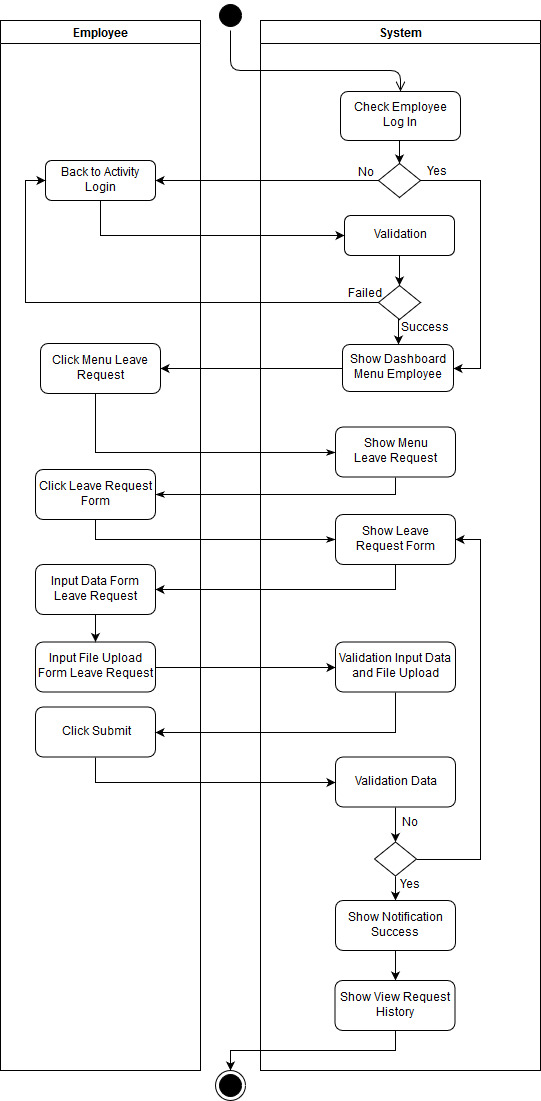 Employee
System
Check Employee
Log In
No
Yes
Back to Activity
Login
Validation
Failed
Success
Show Dashboard
Menu Employee
Click Menu Leave
Request
Show Menu
Leave Request
Click Leave Request
Form
Show Leave
Request Form
Input Data Form
Leave Request
Input File Upload
Form Leave Request
Validation Input Data
and File Upload
Click Submit
Validation Data
No
Yes
Show Notification
Success
Show View Request
History